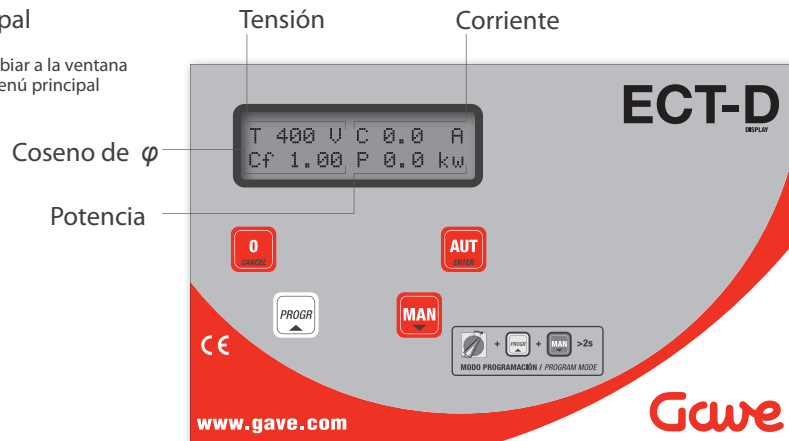 pal
Tensión
Corriente
biar a la ventana
enú principal
ECT-D
DISPLAY
T 400 V C 0.0 A
Cf 1.00 P 0.0 kw
Coseno de φ
Potencia
0
CANCEL
AUT
ENTER
PROGR
MAN
CE
+ PROGR + MAN >2s
MODO PROGRAMACIÓN / PROGRAM MODE
www.gave.com
Gave